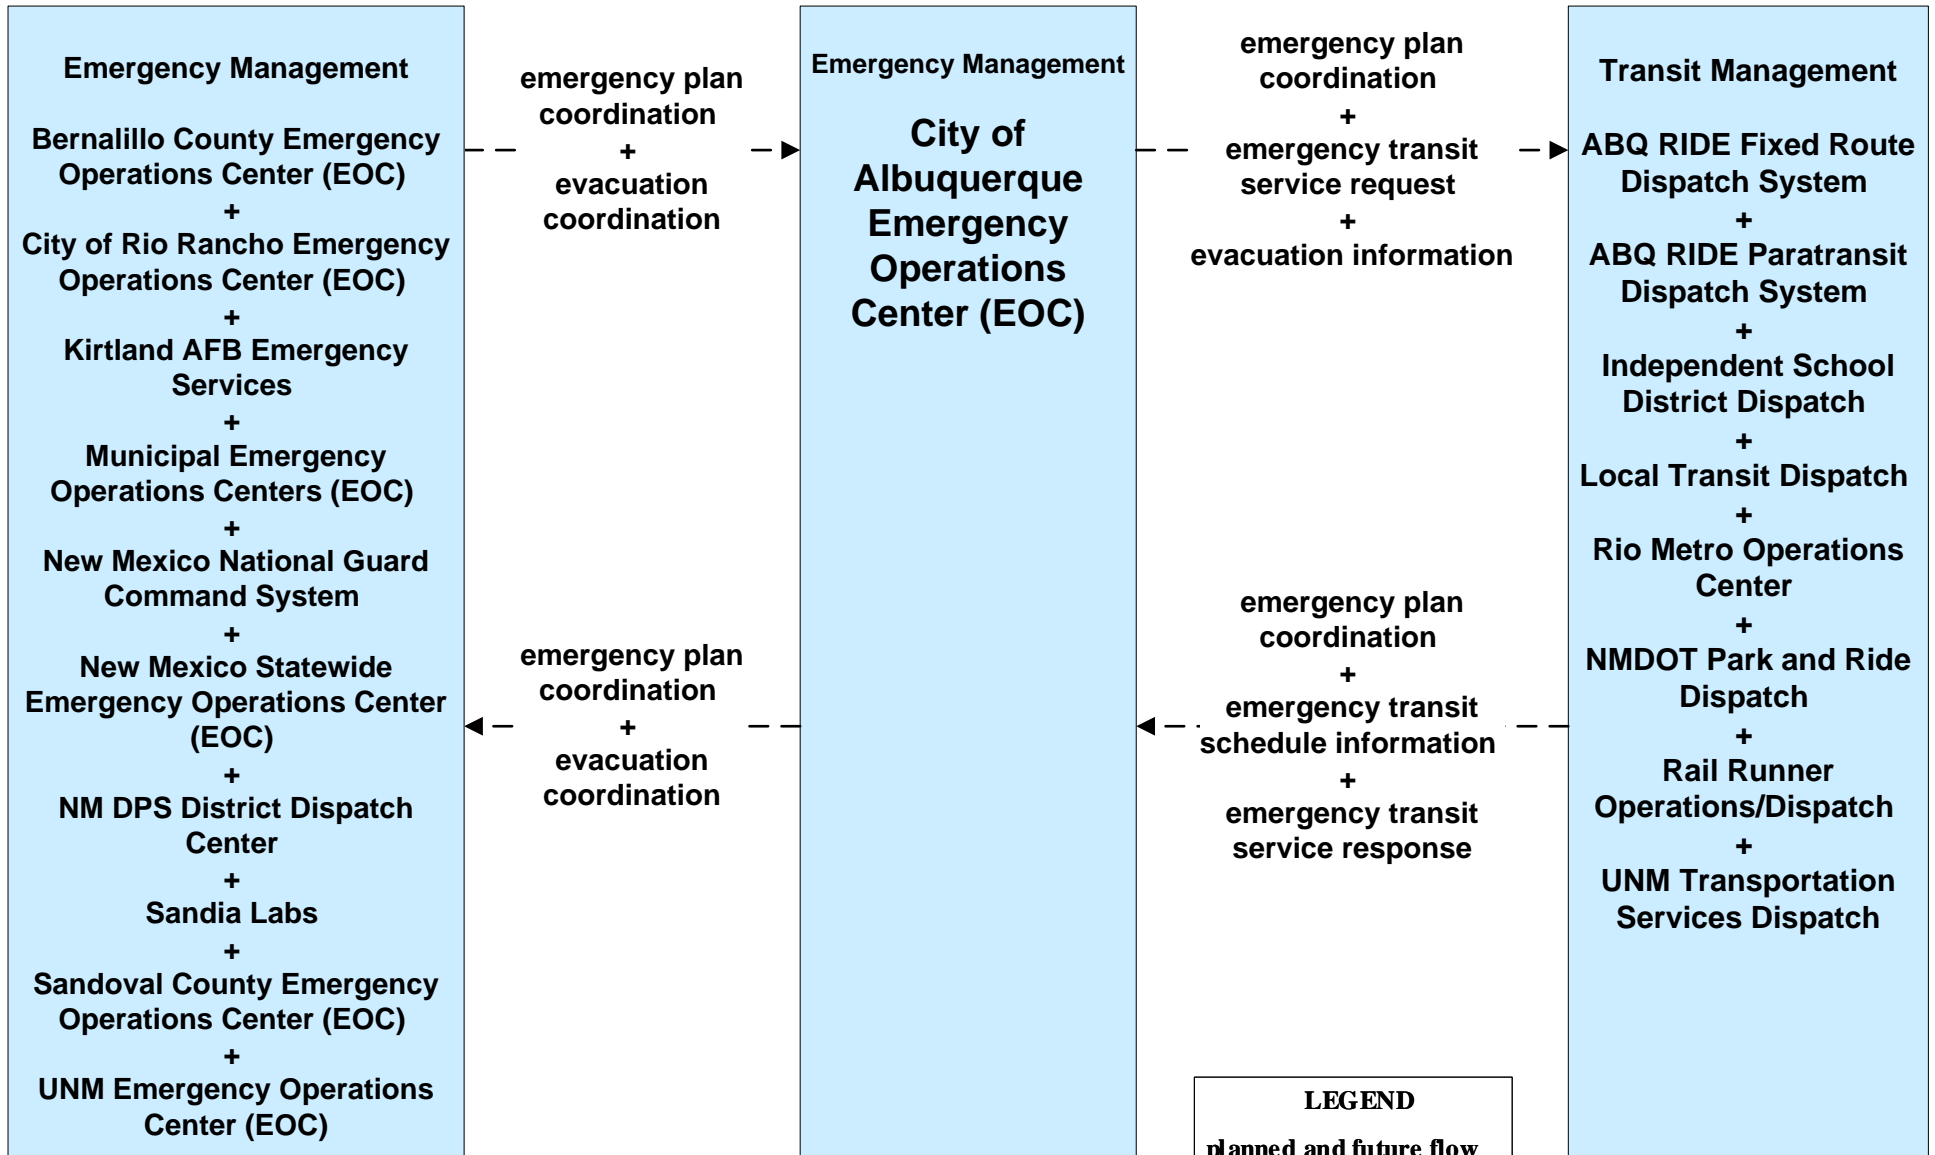 Emergency Management
Bernalillo County Emergency
Operations Center (EOC)
+
City of Rio Rancho Emergency
Operations Center (EOC)
+
Kirtland AFB Emergency
Services
+
Municipal Emergency
Operations Centers (EOC)
+
New Mexico National Guard
Command System
+
New Mexico Statewide
Emergency Operations Center
(EOC)
+
NM DPS District Dispatch
Center
+
Sandia Labs
+
Sandoval County Emergency
Operations Center (EOC)
+
UNM Emergency Operations
Center (EOC)
emergency plan
coordination
+
evacuation
coordination
emergency plan
coordination
+
evacuation
coordination
Emergency Management
City of
Albuquerque
Emergency
Operations
Center (EOC)
emergency plan
coordination
+
emergency transit
service request
+
evacuation information
emergency plan
coordination
+
emergency transit
schedule information
+
emergency transit
service response
LEGEND
planned and future flow
Transit Management
ABQ RIDE Fixed Route
Dispatch System
+
ABQ RIDE Paratransit
Dispatch System
+
Independent School
District Dispatch
+
Local Transit Dispatch
+
Rio Metro Operations
Center
+
NMDOT Park and Ride
Dispatch
+
Rail Runner
Operations/Dispatch
+
UNM Transportation
Services Dispatch